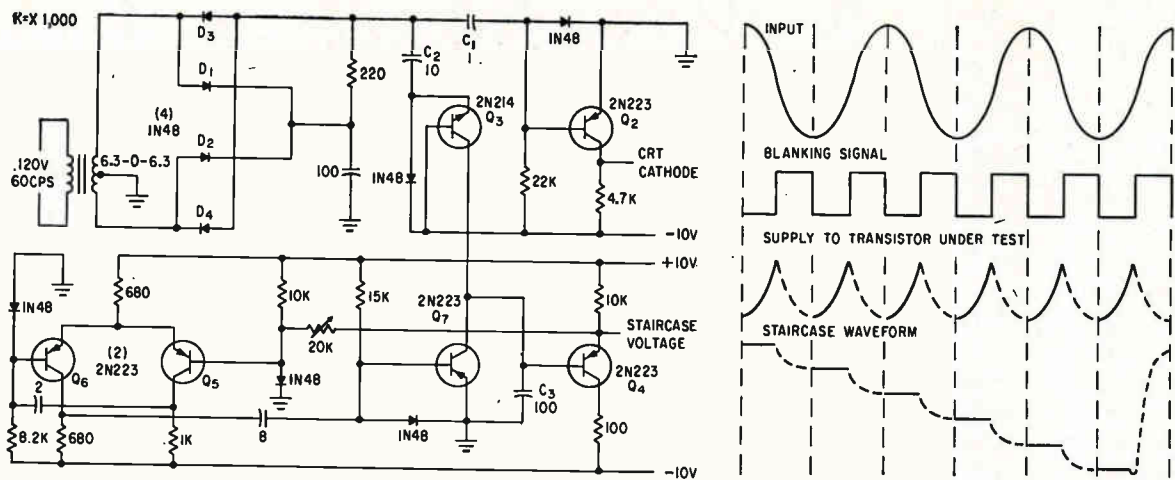 K=X 1,000
D3
D1
(4)
1N48
D2
D4
120V
60CPS
6.3-0-6.3
220
100
C2
10
C1
1
1N48
2N214
Q3
1N48
22K
2N223
Q2
CRT
CATHODE
4.7K
-10V
+10V
1N48
680
(2)
2N223
Q6
Q5
2
8.2K
680
1K
10K
20K
1N48
8
15K
2N223
Q7
1N48
C3
100
10K
STAIRCASE
VOLTAGE
2N223
Q4
100
-10V
INPUT
BLANKING SIGNAL
SUPPLY TO TRANSISTOR UNDER TEST
STAIRCASE WAVEFORM